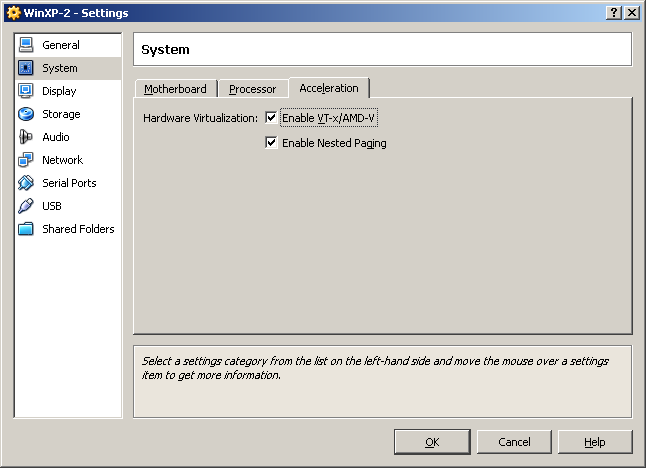 WinXP-2 - Settings
General
System
Display
Storage
Audio
Network
Serial Ports
USB
Shared Folders
System
Motherboard Processor Acceleration
Hardware Virtualization: Enable VT-x/AMD-V
Enable Nested Paging
Select a settings category from the list on the left-hand side and move the mouse over a settings
item to get more information.
OK Cancel Help